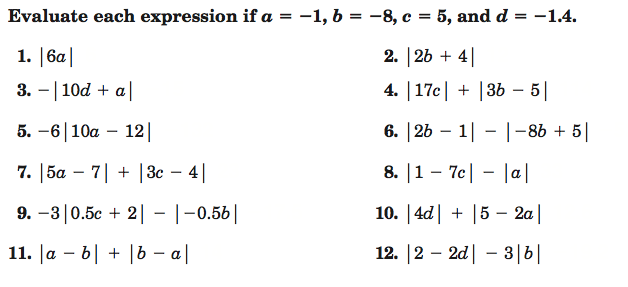 Evaluate each expression if a = −1, b = −8, c = 5, and d = −1.4.
1. |6a| 2. |2b + 4|
3. −|10d + a| 4. |17c| + |3b − 5|
5. −6|10a − 12| 6. |2b − 1| − |−8b + 5|
7. |5a − 7| + |3c − 4| 8. |1 − 7c| − |a|
9. −3|0.5c + 2| − |−0.5b| 10. |4d| + |5 − 2a|
11. |a − b| + |b − a| 12. |2 − 2d| − 3|b|